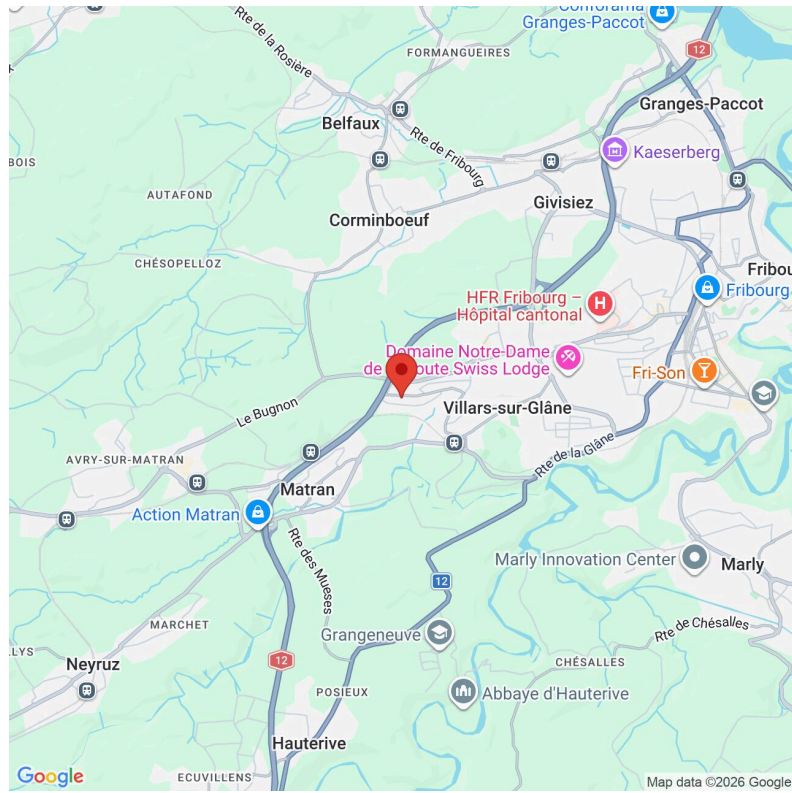 Conforama
Granges-Paccot
12
Rte de la Rosière
FORMANGUEIRES
Granges-Paccot
Belfaux
Rte de Fribourg
Kaeserberg
BOIS
AUTAFOND
Givisiez
Corminboeuf
CHÉSOPELLOZ
Fribou
HFR Fribourg –
Hôpital cantonal
H
Fribourg
Domaine Notre-Dame
de oute Swiss Lodge
Fri-Son
Le Bugnon
Villars-sur-Glâne
Rte de la Glâne
AVRY-SUR-MATRAN
Matran
Action Matran
Rte des Mueses
Marly Innovation Center
Marly
12
MARCHET
Grangeneuve
Rte de Chésalles
LLYS
Neyruz
12
CHÉSALLES
POSIEUX
Abbaye d'Hauterive
Hauterive
ECUVILLENS
Google
Map data ©2026 Google